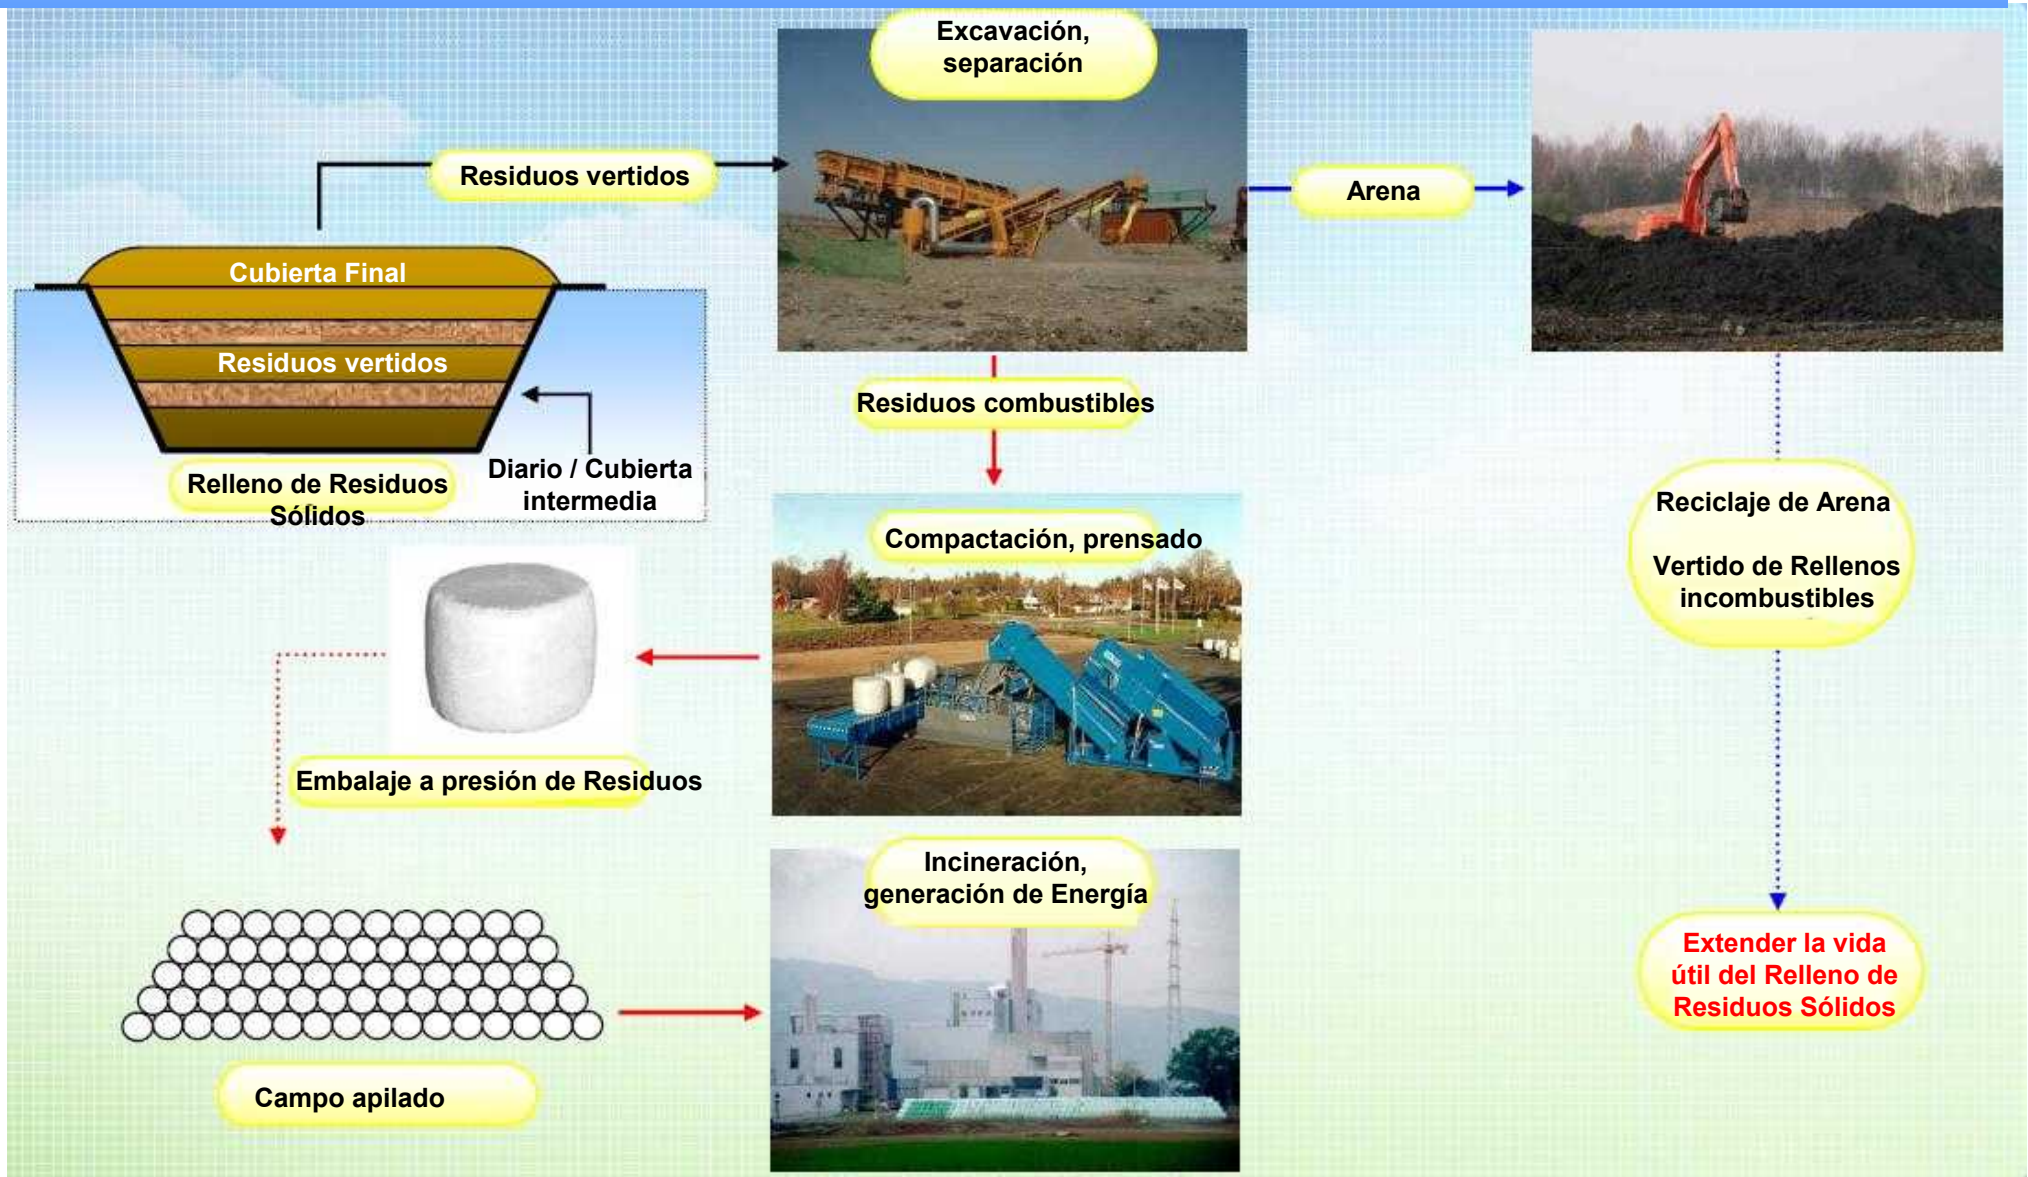 Excavación,
separación
Residuos vertidos
Arena
Cubierta Final
Residuos vertidos
Diario / Cubierta
intermedia
Relleno de Residuos
Sólidos
Residuos combustibles
Compactación, prensado
Reciclaje de Arena
Vertido de Rellenos
incombustibles
Embalaje a presión de Residuos
Incineración,
generación de Energía
Campo apilado
Extender la vida
útil del Relleno de
Residuos Sólidos